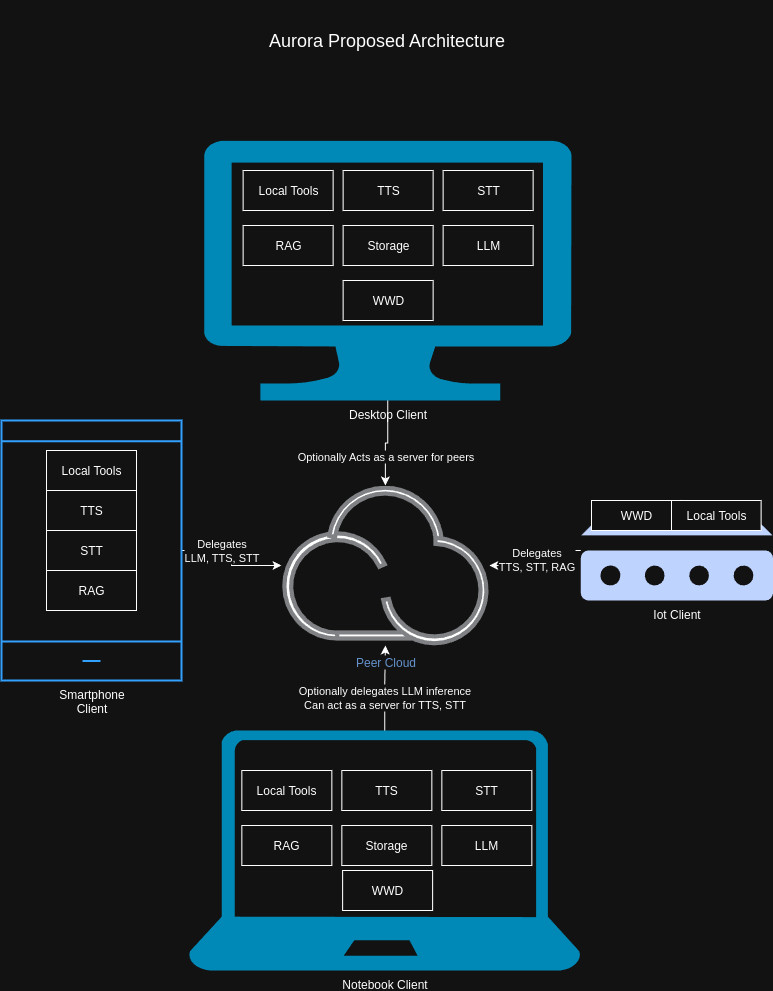 Aurora Proposed Architecture
Local Tools
TTS
STT
RAG
Storage
LLM
WWD
Desktop Client
Optionally Acts as a server for peers
Local Tools
TTS
STT
RAG
Smartphone
Client
Delegates
LLM, TTS, STT
Delegates
TTS, STT, RAG
WWD
Local Tools
Iot Client
Peer Cloud
Optionally delegates LLM inference
Can act as a server for TTS, STT
Local Tools
TTS
STT
RAG
Storage
LLM
WWD
Notebook Client